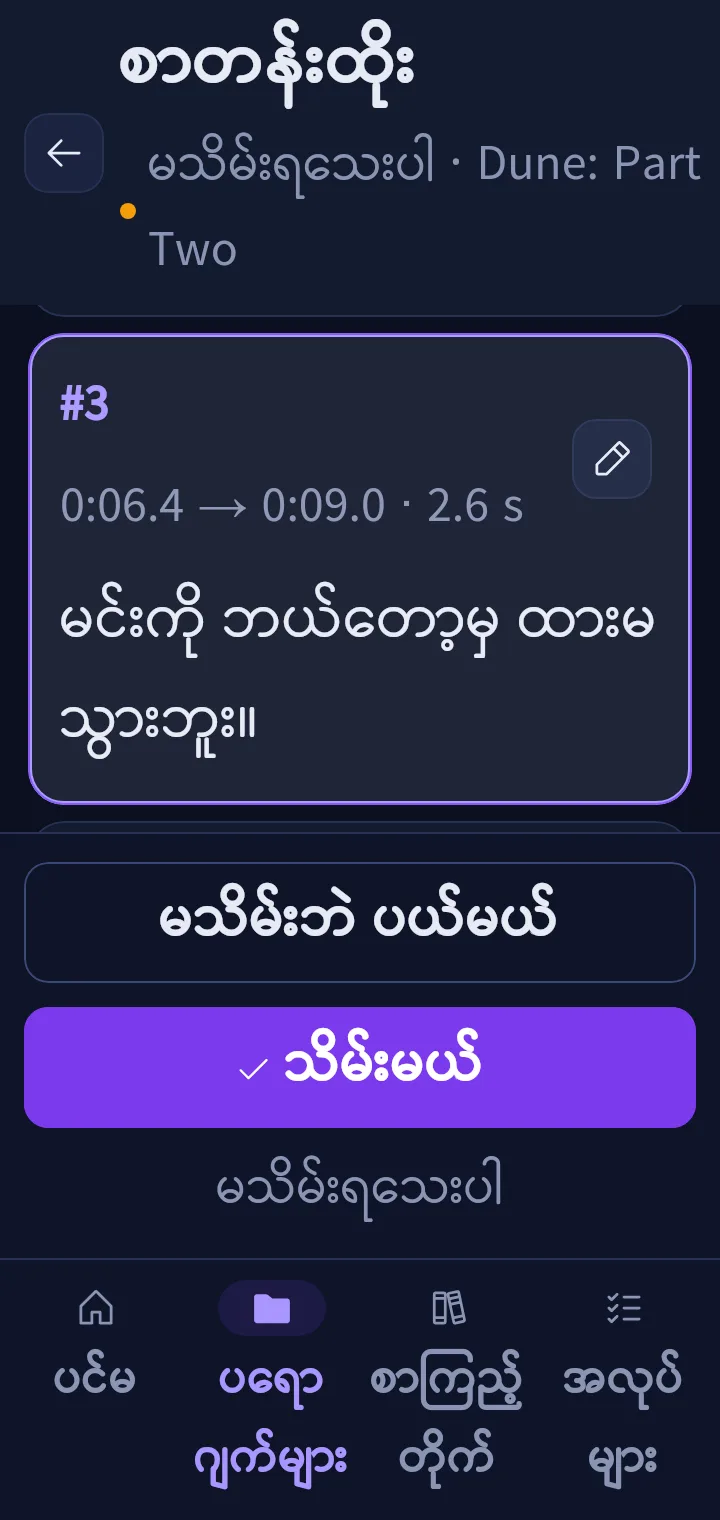 စာတန်းထိုး
မသိမ်းရသေးပါ · Dune: Part
Two
#3
0:06.4 → 0:09.0 · 2.6 s
မင်းကို ဘယ်တော့မှ ထားမ
သွားဘူး။
မသိမ်းဘဲ ပယ်မယ်
✓ သိမ်းမယ်
မသိမ်းရသေးပါ
ပင်မ
ပရော
ဂျက်များ
စာကြည့်
တိုက်
အလုပ်
များ